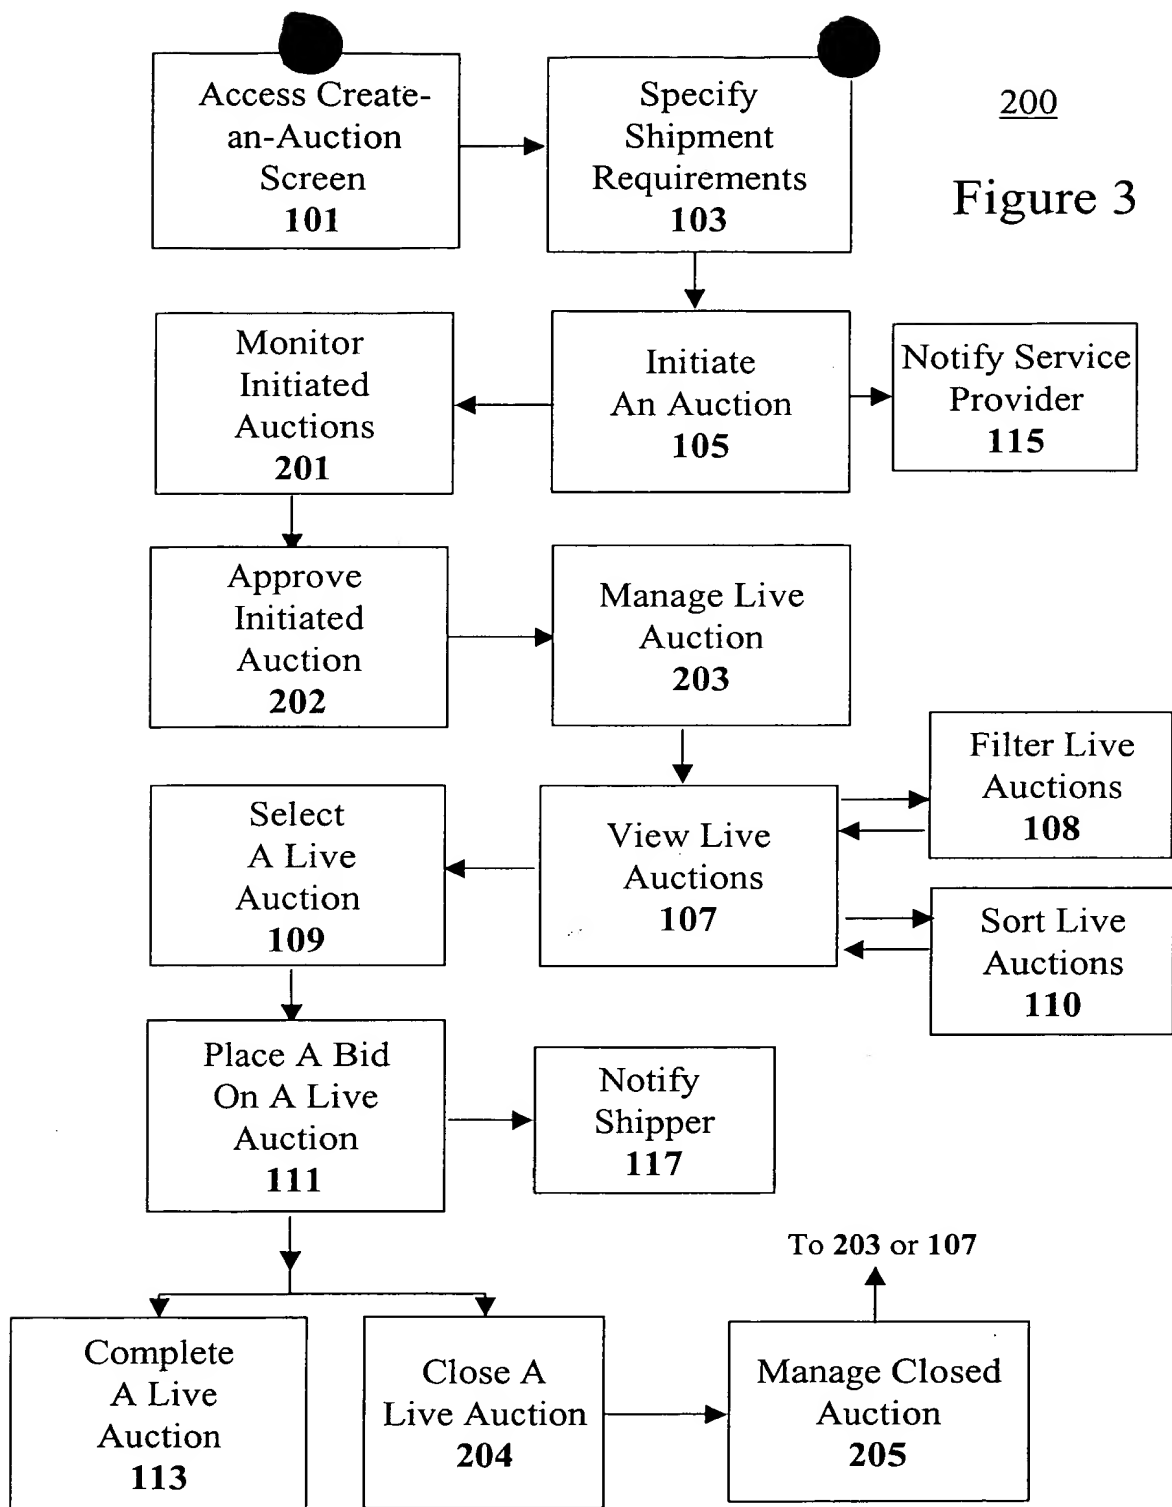 Access Create-
an-Auction
Screen
101
Specify
Shipment
Requirements
103
200
Figure 3
Monitor
Initiated
Auctions
201
Initiate
An Auction
105
Notify Service
Provider
115
Approve
Initiated
Auction
202
Manage Live
Auction
203
Filter Live
Auctions
108
Select
A Live
Auction
109
View Live
Auctions
107
Sort Live
Auctions
110
Place A Bid
On A Live
Auction
111
Notify
Shipper
117
To 203 or 107
Complete
A Live
Auction
113
Close A
Live Auction
204
Manage Closed
Auction
205